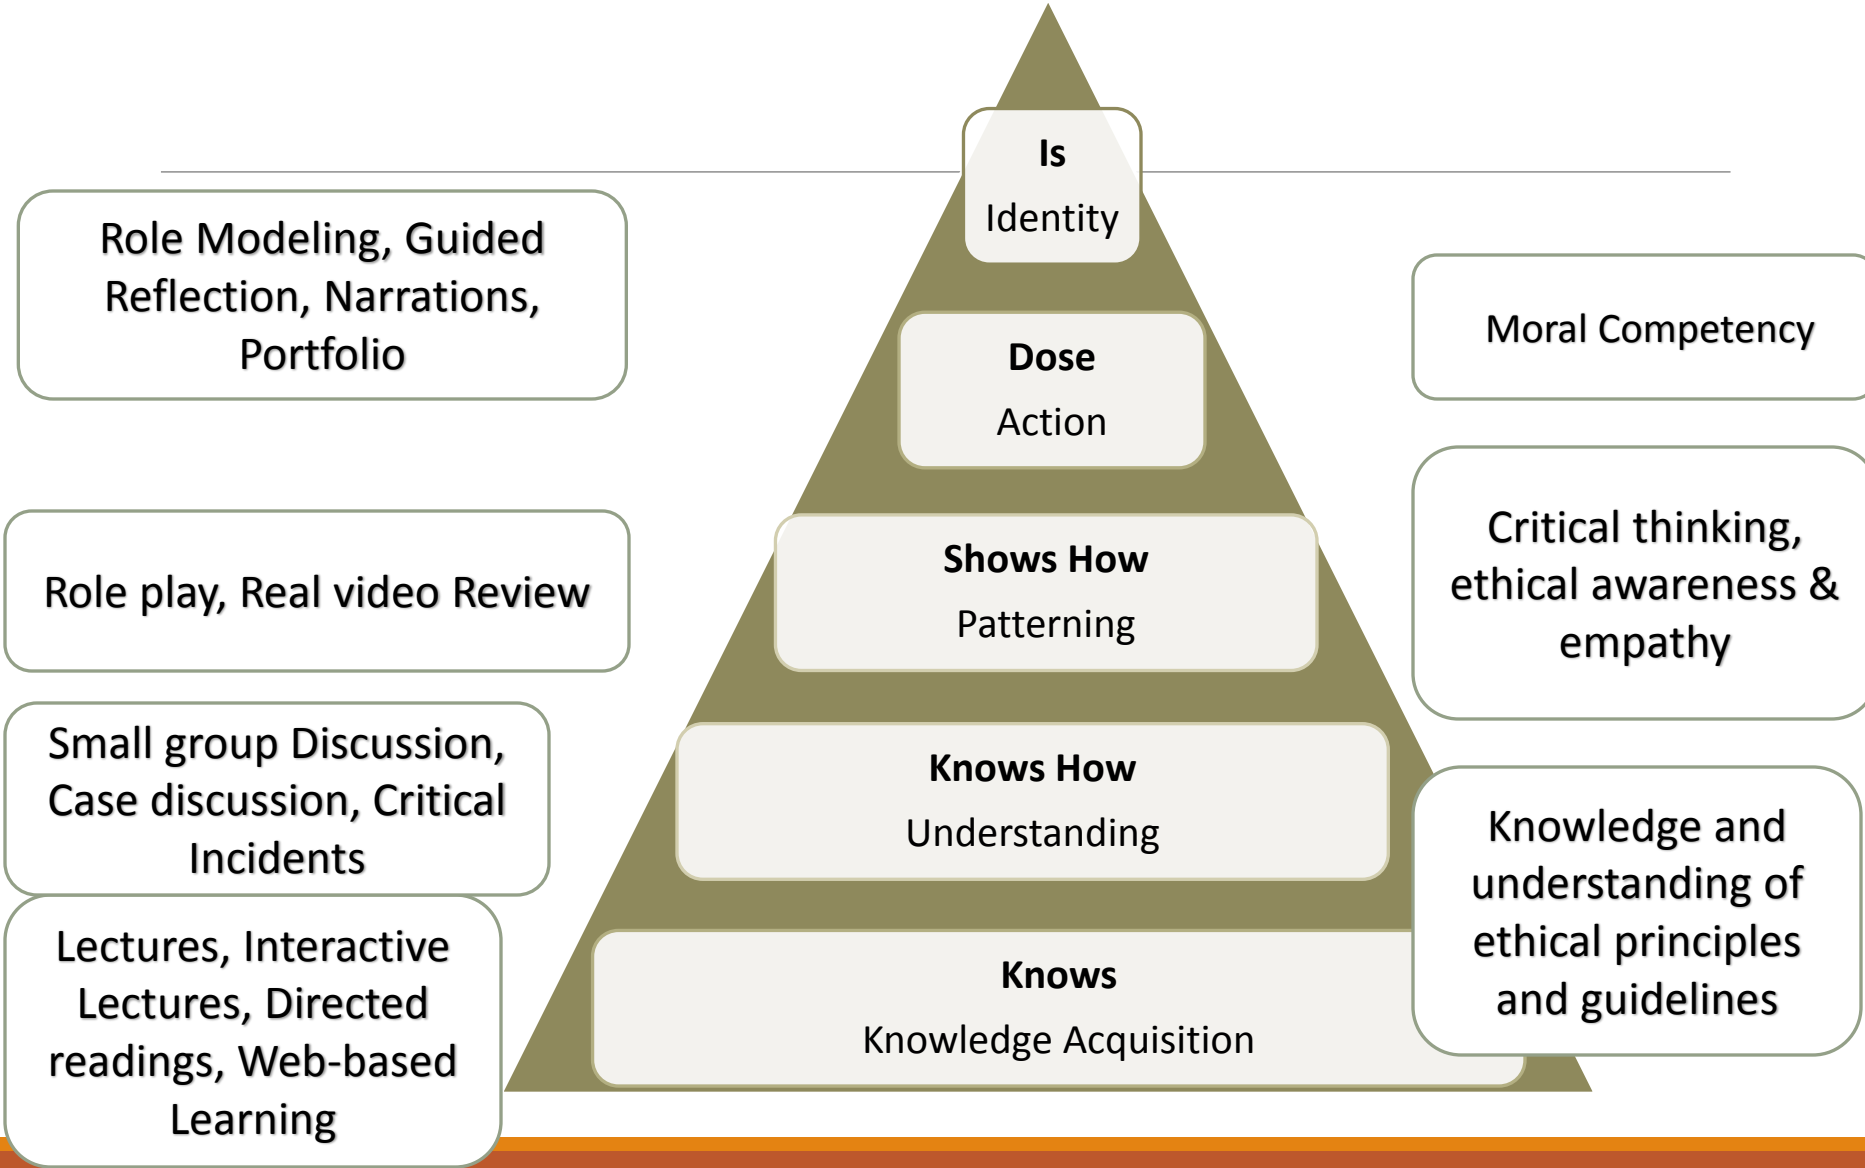 Is
Identity
Role Modeling, Guided
Reflection, Narrations,
Portfolio
Dose
Action
Moral Competency
Shows How
Patterning
Role play, Real video Review
Critical thinking,
ethical awareness &
empathy
Knows How
Understanding
Small group Discussion,
Case discussion, Critical
Incidents
Knowledge and
understanding of
ethical principles
and guidelines
Knows
Knowledge Acquisition
Lectures, Interactive
Lectures, Directed
readings, Web-based
Learning